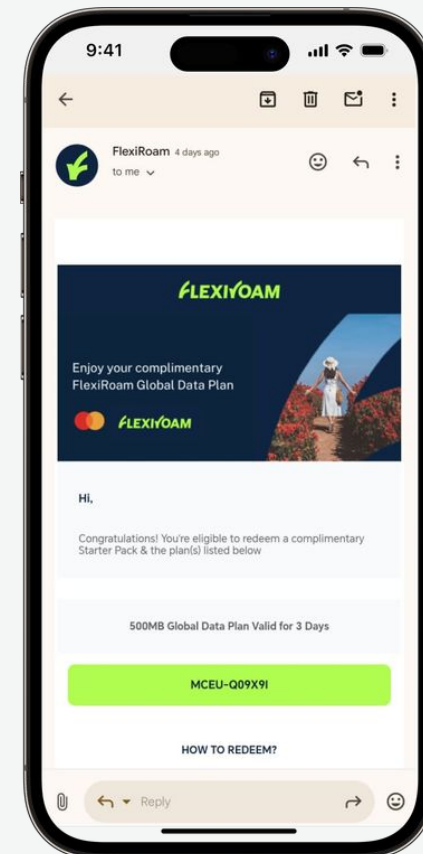 9:41
FlexiRoam 4 days ago
to me
FLEXIROAM
Enjoy your complimentary
FlexiRoam Global Data Plan
FLEXIROAM
Hi,
Congratulations! You're eligible to redeem a complimentary
Starter Pack & the plan(s) listed below
500MB Global Data Plan Valid for 3 Days
MCEU-Q09X9I
HOW TO REDEEM?
Reply